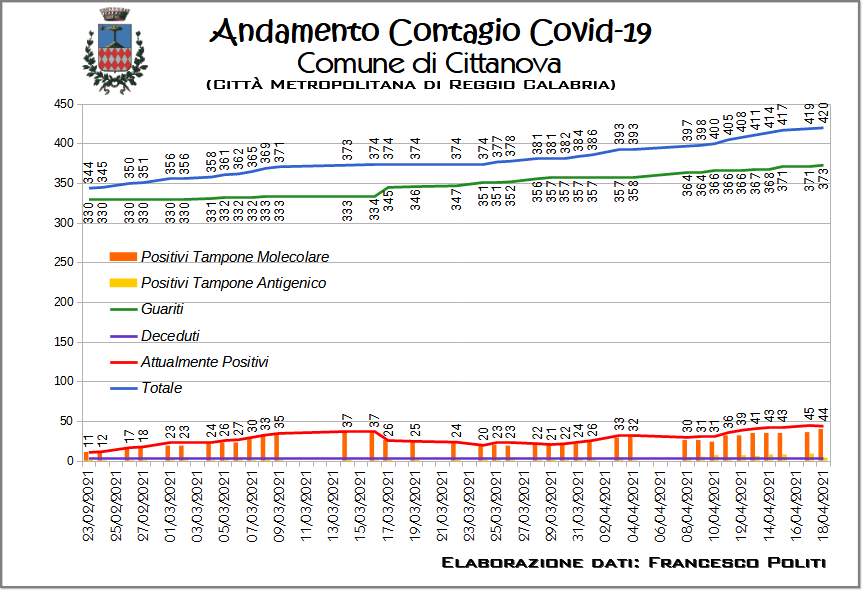 Andamento Contagio Covid-19
Comune di Cittanova
(Città Metropolitana di Reggio Calabria)
450
400
350
300
250
200
150
100
50
0
344 345 350 351 356 356 358 361 362 365 369 371 373 374 374 374 374 374 377 378 381 381 382 384 386 393 393 397 398 400 405 408 411 414 417 419 420
330 330 330 330 330 330 331 332 332 332 333 333 333 334 345 346 347 351 351 352 356 357 357 357 357 357 358 364 364 366 366 366 367 368 371 371 373
Positivi Tampone Molecolare
Positivi Tampone Antigenico
Guariti
Deceduti
Attualmente Positivi
Totale
11 12 17 18 23 23 24 26 27 30 33 35 37 37 26 25 24 20 23 23 22 21 22 24 26 33 32 30 31 31 36 39 41 43 43 45 44
23/02/2021 25/02/2021 27/02/2021 01/03/2021 03/03/2021 05/03/2021 07/03/2021 09/03/2021 11/03/2021 13/03/2021 15/03/2021 17/03/2021 19/03/2021 21/03/2021 23/03/2021 25/03/2021 27/03/2021 29/03/2021 31/03/2021 02/04/2021 04/04/2021 06/04/2021 08/04/2021 10/04/2021 12/04/2021 14/04/2021 16/04/2021 18/04/2021
Elaborazione dati: Francesco Politi